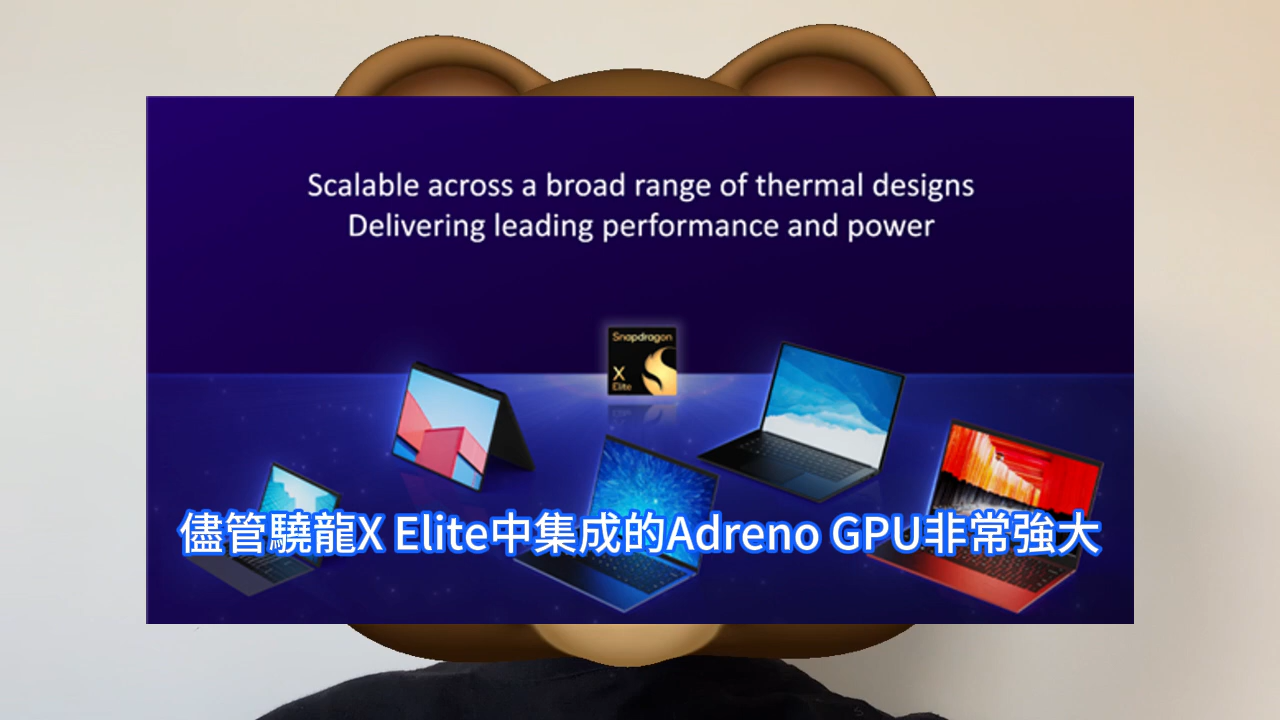 Scalable across a broad range of thermal designs
Delivering leading performance and power
Snapdragon
X
Elite
儘管驍龍X Elite中集成的Adreno GPU非常強大